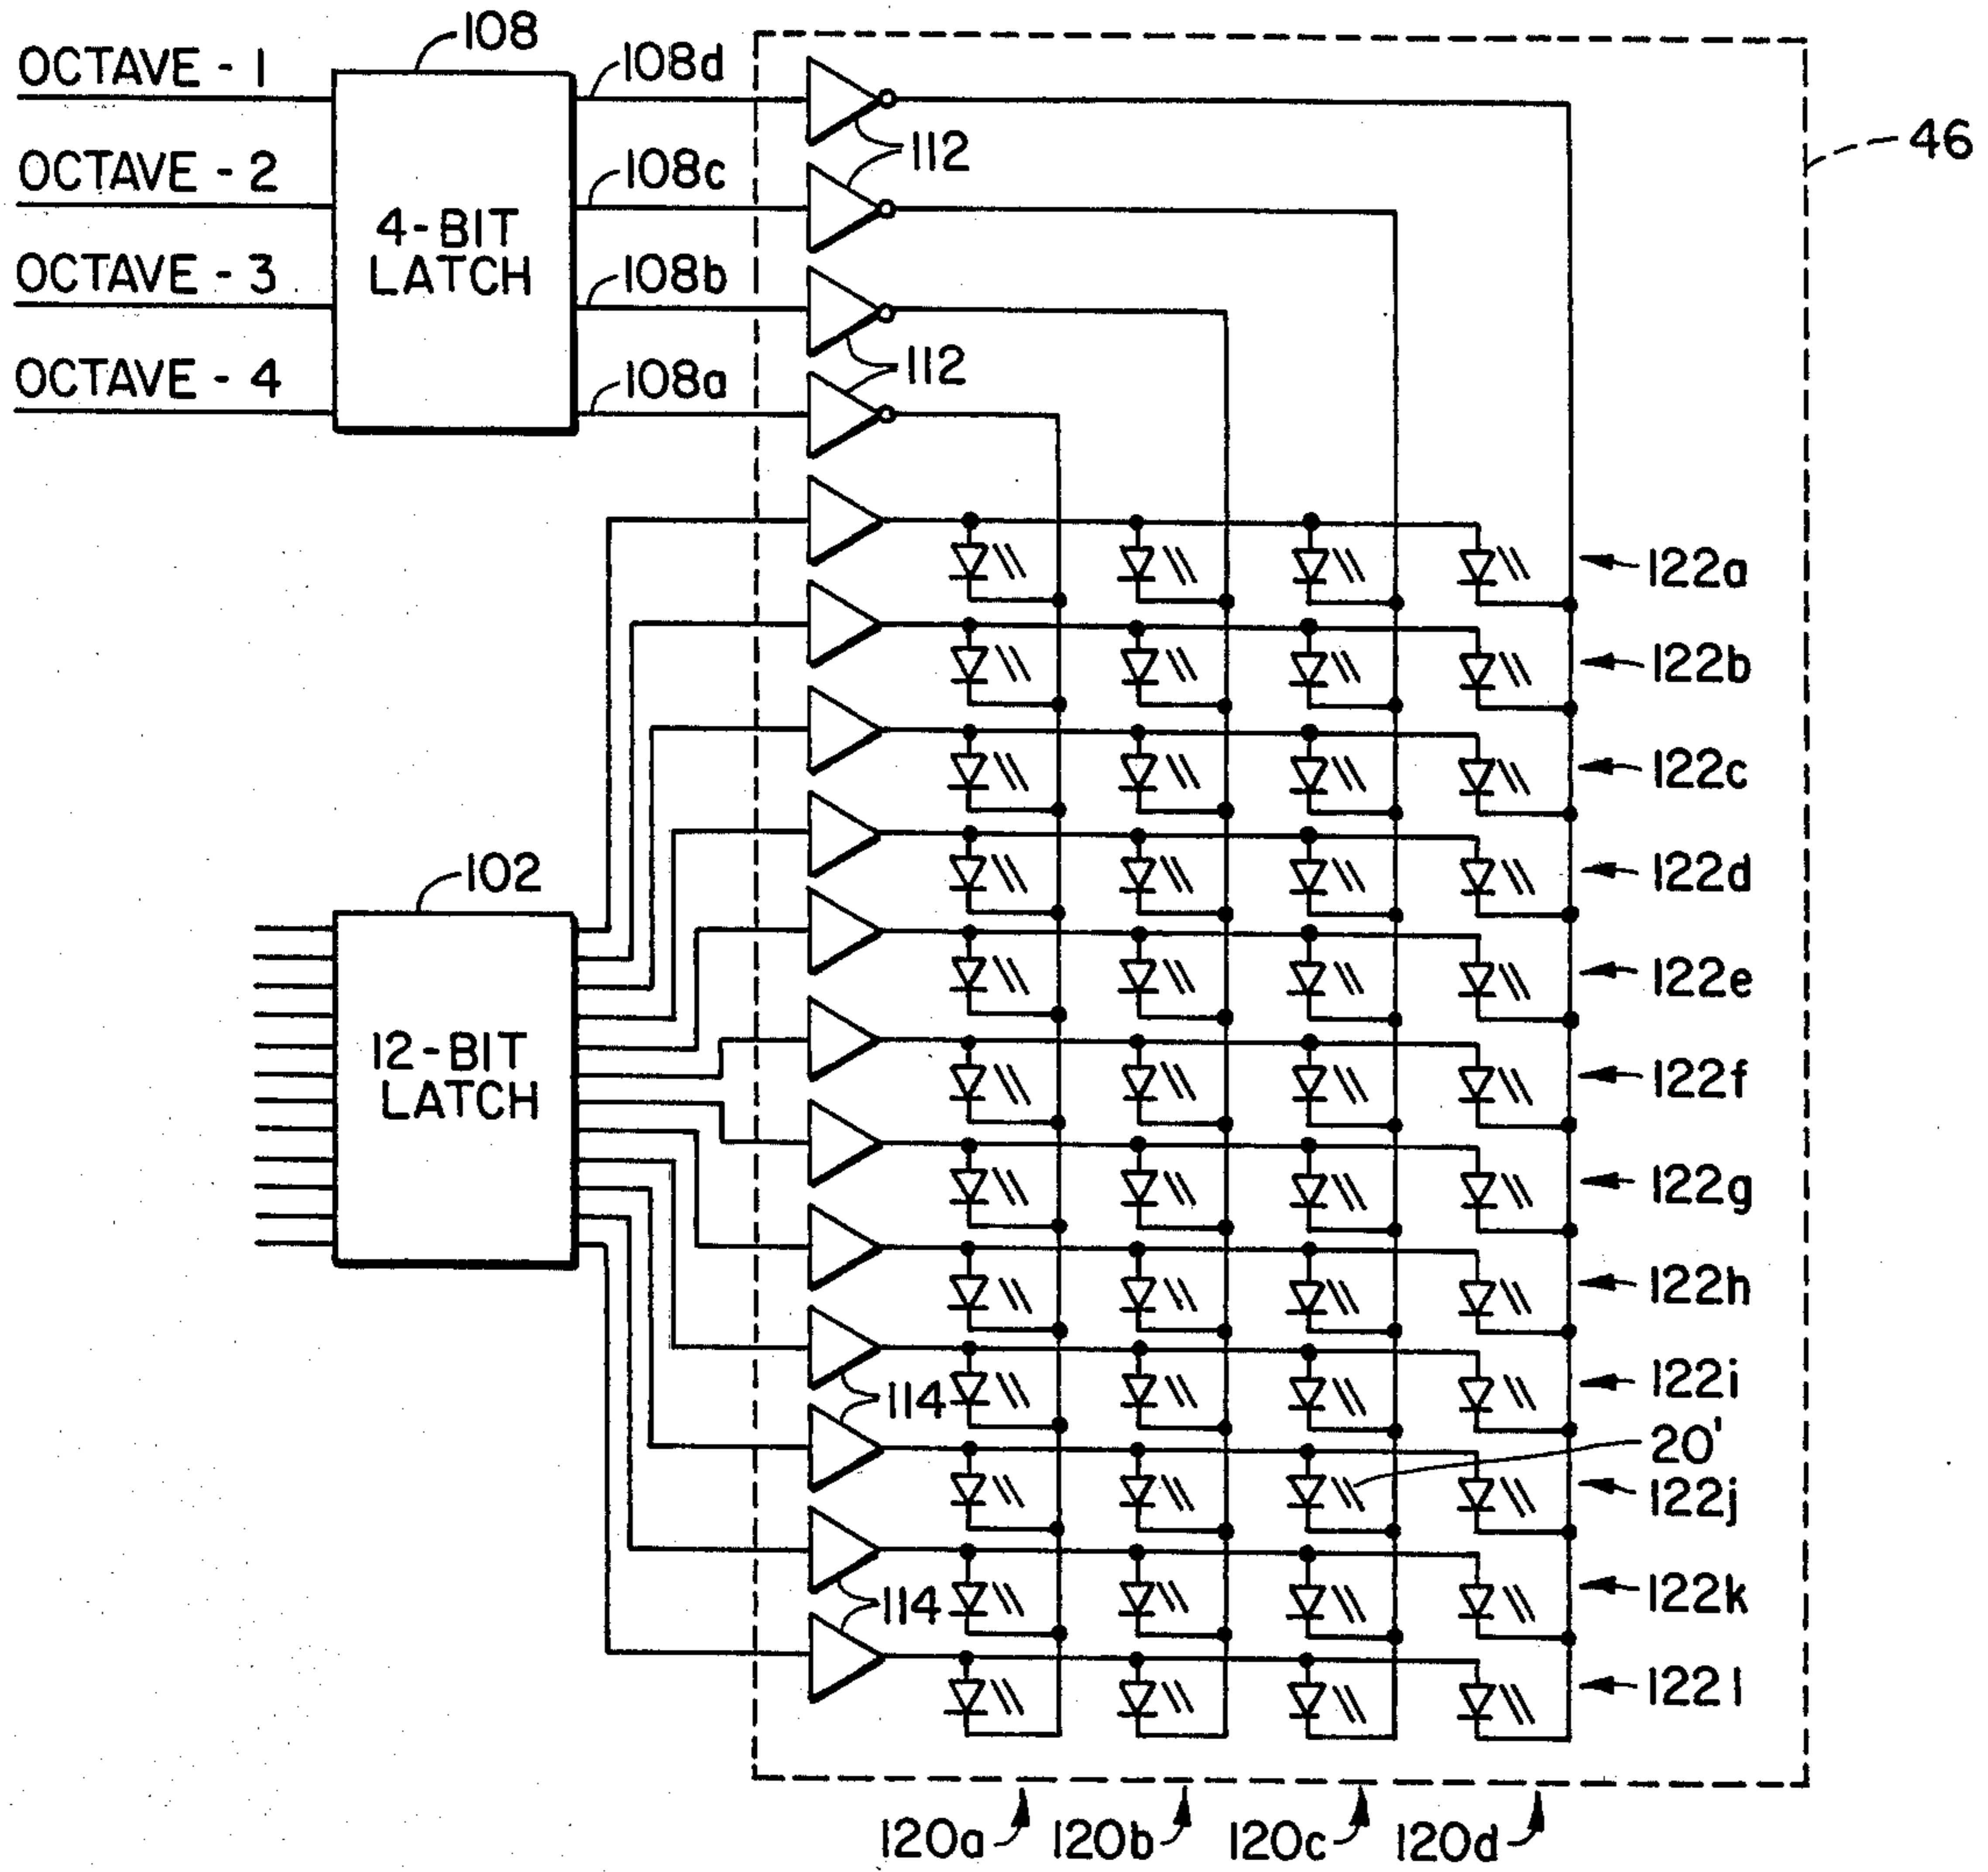 108
OCTAVE - 1
108d
112
46
OCTAVE - 2
108c
4-BIT
LATCH
OCTAVE - 3
108b
112
OCTAVE - 4
108a
122a
122b
122c
102
122d
122e
12-BIT
LATCH
122f
122g
122h
122i
114
20'
122j
122k
114
122l
120a
120b
120c
120d